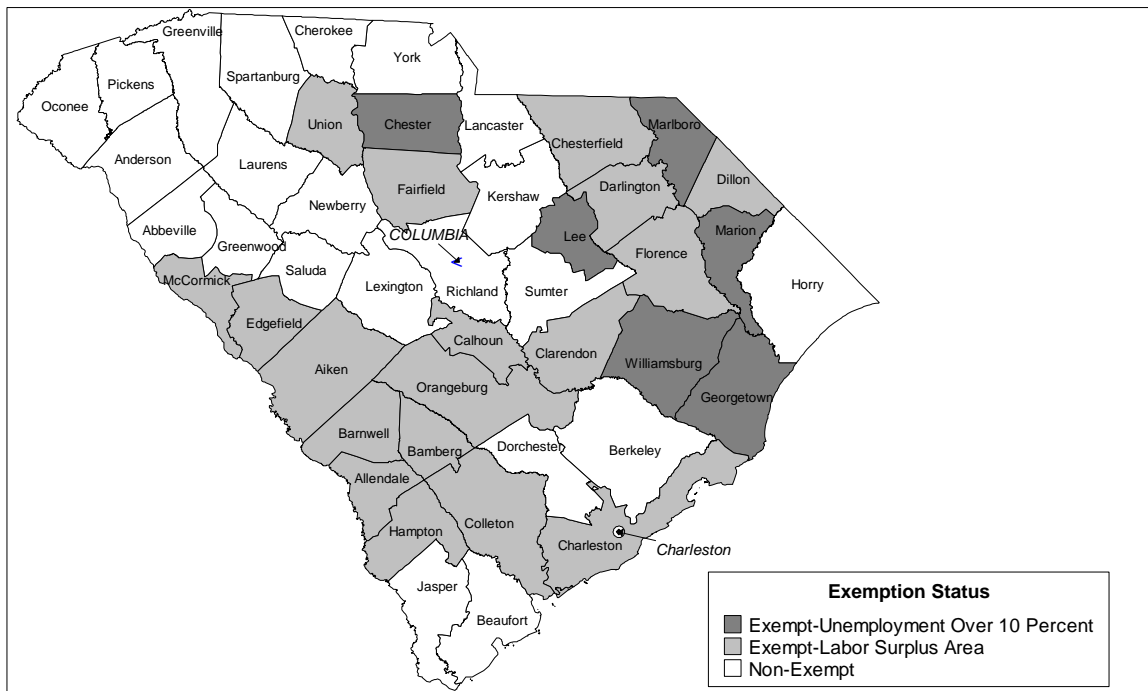 Greenville
Cherokee
York
Spartanburg
Pickens
Oconee
Union
Chester
Lancaster
Chesterfield
Marlboro
Anderson
Laurens
Fairfield
Kershaw
Darlington
Dillon
Newberry
Abbeville
Greenwood
COLUMBIA
Lee
Marion
Florence
McCormick
Saluda
Lexington
Richland
Sumter
Horry
Edgefield
Calhoun
Clarendon
Aiken
Williamsburg
Orangeburg
Georgetown
Barnwell
Bamberg
Dorchester
Berkeley
Allendale
Hampton
Colleton
Charleston
Charleston
Jasper
Beaufort
Exemption Status
Exempt-Unemployment Over 10 Percent
Exempt-Labor Surplus Area
Non-Exempt